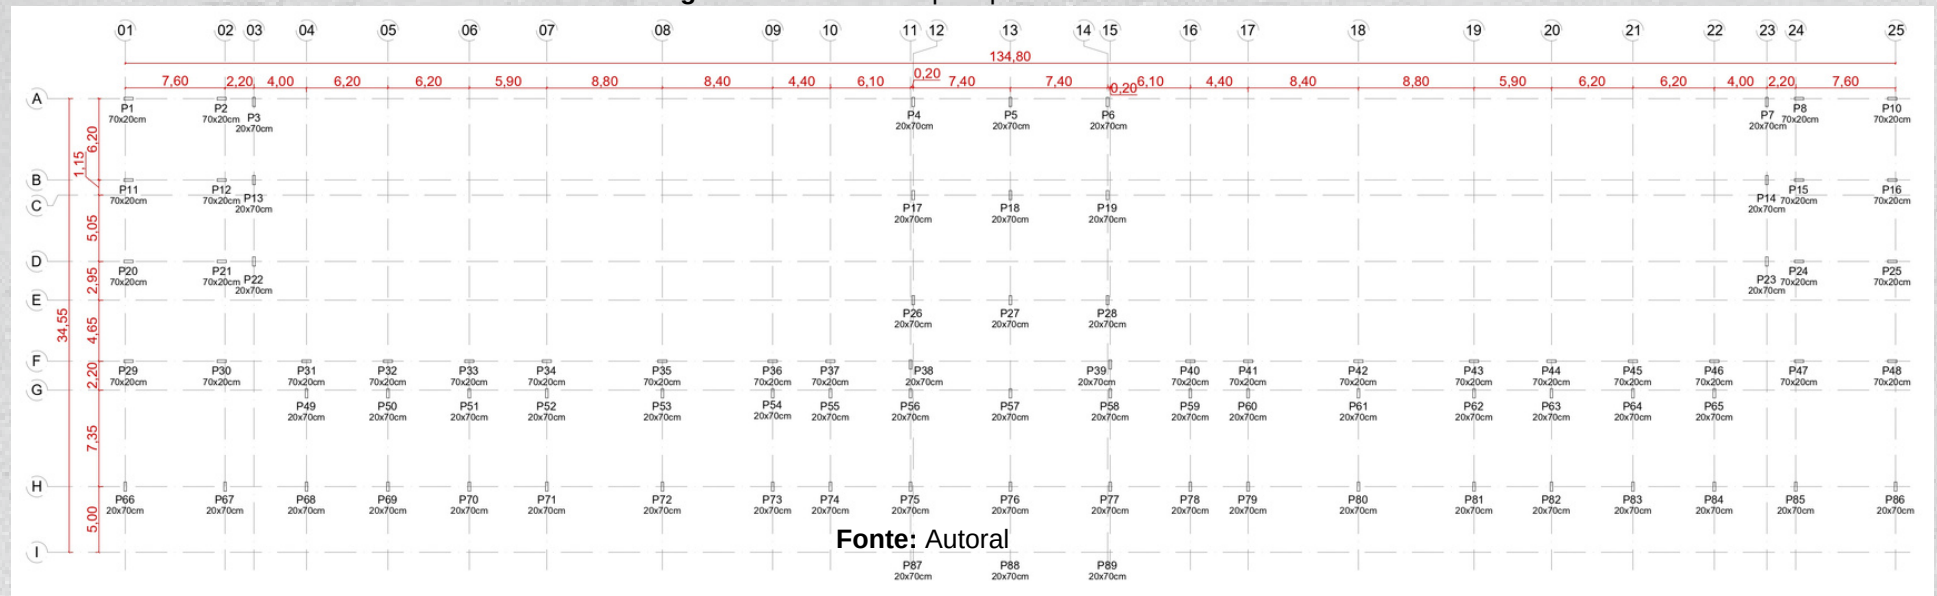 01 02 03 04 05 06 07 08 09 10 11 12 13 14 15 16 17 18 19 20 21 22 23 24 25
134,80
7,60 2,20 4,00 6,20 6,20 5,90 8,80 8,40 4,40 6,10 0,20 7,40 7,40 0,20 6,10 4,40 8,40 8,80 5,90 6,20 6,20 4,00 2,20 7,60
A
P1 P2 P3 P4 P5 P6 P7 P8 P10
70x20cm 70x20cm 20x70cm 20x70cm 20x70cm 20x70cm 20x70cm 70x20cm 70x20cm
6,20
1,15
B
P11 P12 P13 P14 P15 P16
70x20cm 70x20cm 20x70cm 20x70cm 70x20cm 70x20cm
C
P17 P18 P19
20x70cm 20x70cm 20x70cm
5,05
D
P20 P21 P22 P23 P24 P25
70x20cm 70x20cm 20x70cm 20x70cm 70x20cm 70x20cm
2,95
E
P26 P27 P28
20x70cm 20x70cm 20x70cm
34,55
4,65
F
P29 P30 P31 P32 P33 P34 P35 P36 P37 P38 P39 P40 P41 P42 P43 P44 P45 P46 P47 P48
70x20cm 70x20cm 70x20cm 70x20cm 70x20cm 70x20cm 70x20cm 70x20cm 70x20cm 20x70cm 20x70cm 70x20cm 70x20cm 70x20cm 70x20cm 70x20cm 70x20cm 70x20cm 70x20cm 70x20cm
2,20
G
P49 P50 P51 P52 P53 P54 P55 P56 P57 P58 P59 P60 P61 P62 P63 P64 P65
20x70cm 20x70cm 20x70cm 20x70cm 20x70cm 20x70cm 20x70cm 20x70cm 20x70cm 20x70cm 20x70cm 20x70cm 20x70cm 20x70cm 20x70cm 20x70cm 20x70cm
7,35
H
P66 P67 P68 P69 P70 P71 P72 P73 P74 P75 P76 P77 P78 P79 P80 P81 P82 P83 P84 P85 P86
20x70cm 20x70cm 20x70cm 20x70cm 20x70cm 20x70cm 20x70cm 20x70cm 20x70cm 20x70cm 20x70cm 20x70cm 20x70cm 20x70cm 20x70cm 20x70cm 20x70cm 20x70cm 20x70cm 20x70cm 20x70cm
5,00
Fonte: Autoral
I
P87 P88 P89
20x70cm 20x70cm 20x70cm